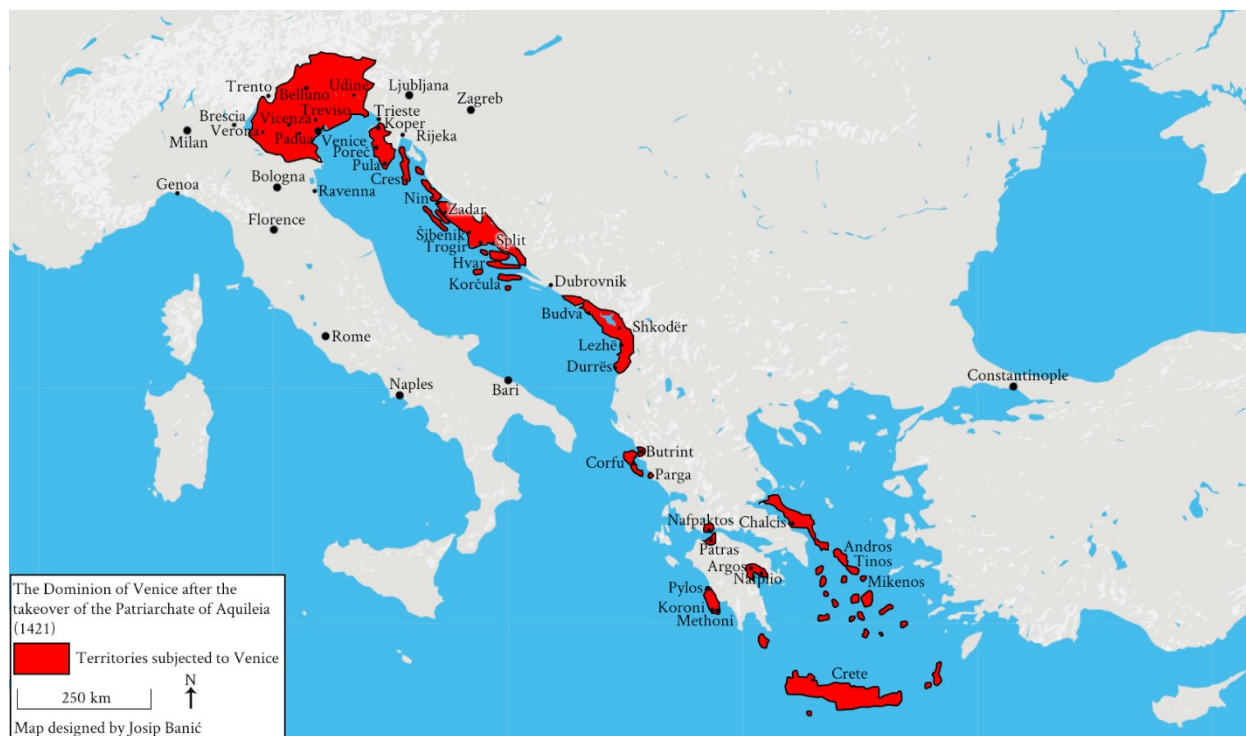 Trento
Belluno
Udine
Ljubljana
Zagreb
Brescia
Vicenza
Treviso
Trieste
Koper
Milan
Verona
Padua
Venice
Rijeka
Poreč
Pula
Cres
Genoa
Bologna
Ravenna
Nin
Zadar
Florence
Šibenik
Trogir
Split
Hvar
Korčula
Dubrovnik
Budva
Shkodër
Rome
Lezhë
Durrës
Naples
Bari
Constantinople
Butrint
Corfu
Parga
Nafpaktos
Chalcis
Patras
Andros
Tinos
Argos
Nafplio
Mikenos
Pylos
Koroni
Methoni
Crete
The Dominion of Venice after the
takeover of the Patriarchate of Aquileia
(1421)
Territories subjected to Venice
250 km
N
Map designed by Josip Banić